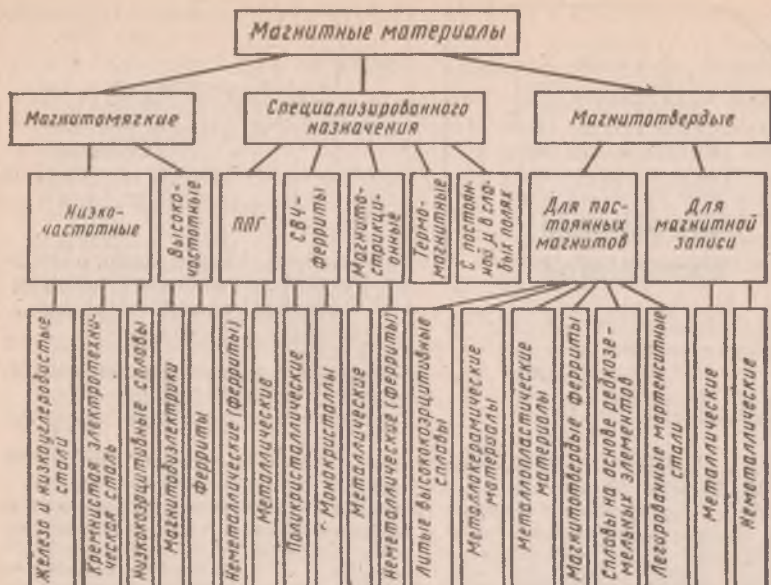 Магнитные материалы
Магнитомягкие
Специализированного
назначения
Магнитотвердые
Низко-
частотные
Высоко-
частотные
ППГ
СВЧ-
ферриты
Магнито-
стрикци-
онные
Термо-
магнитные
С постоян-
ной μ в сла-
бых полях
Для пос-
тоянных
магнитов
Для
магнитной
записи
Железо и низкоуглеродистые
стали
Кремнистая электротехни-
ческая сталь
Низкокоэрцитивные сплавы
Магнитодиэлектрики
Ферриты
Неметаллические (ферриты)
Металлические
Поликристаллические
Монокристаллы
Металлические
Неметаллические (ферриты)
Литые высококоэрцитивные
сплавы
Металлокерамические
материалы
Металлопластические
материалы
Магнитотвердые ферриты
Сплавы на основе редкозе-
мельных элементов
Легированные мартенситные
стали
Металлические
Неметаллические